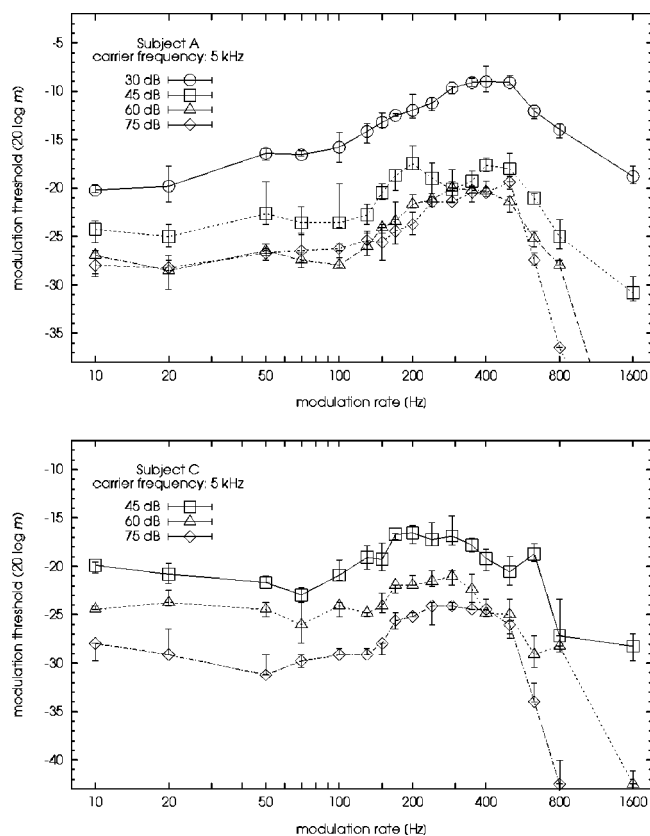 Subject A
carrier frequency: 5 kHz
30 dB
45 dB
60 dB
75 dB
modulation threshold (20 log m)
-5
-10
-15
-20
-25
-30
-35
10 20 50 100 200 400 800 1600
modulation rate (Hz)
Subject C
carrier frequency: 5 kHz
45 dB
60 dB
75 dB
modulation threshold (20 log m)
-10
-15
-20
-25
-30
-35
-40
10 20 50 100 200 400 800 1600
modulation rate (Hz)